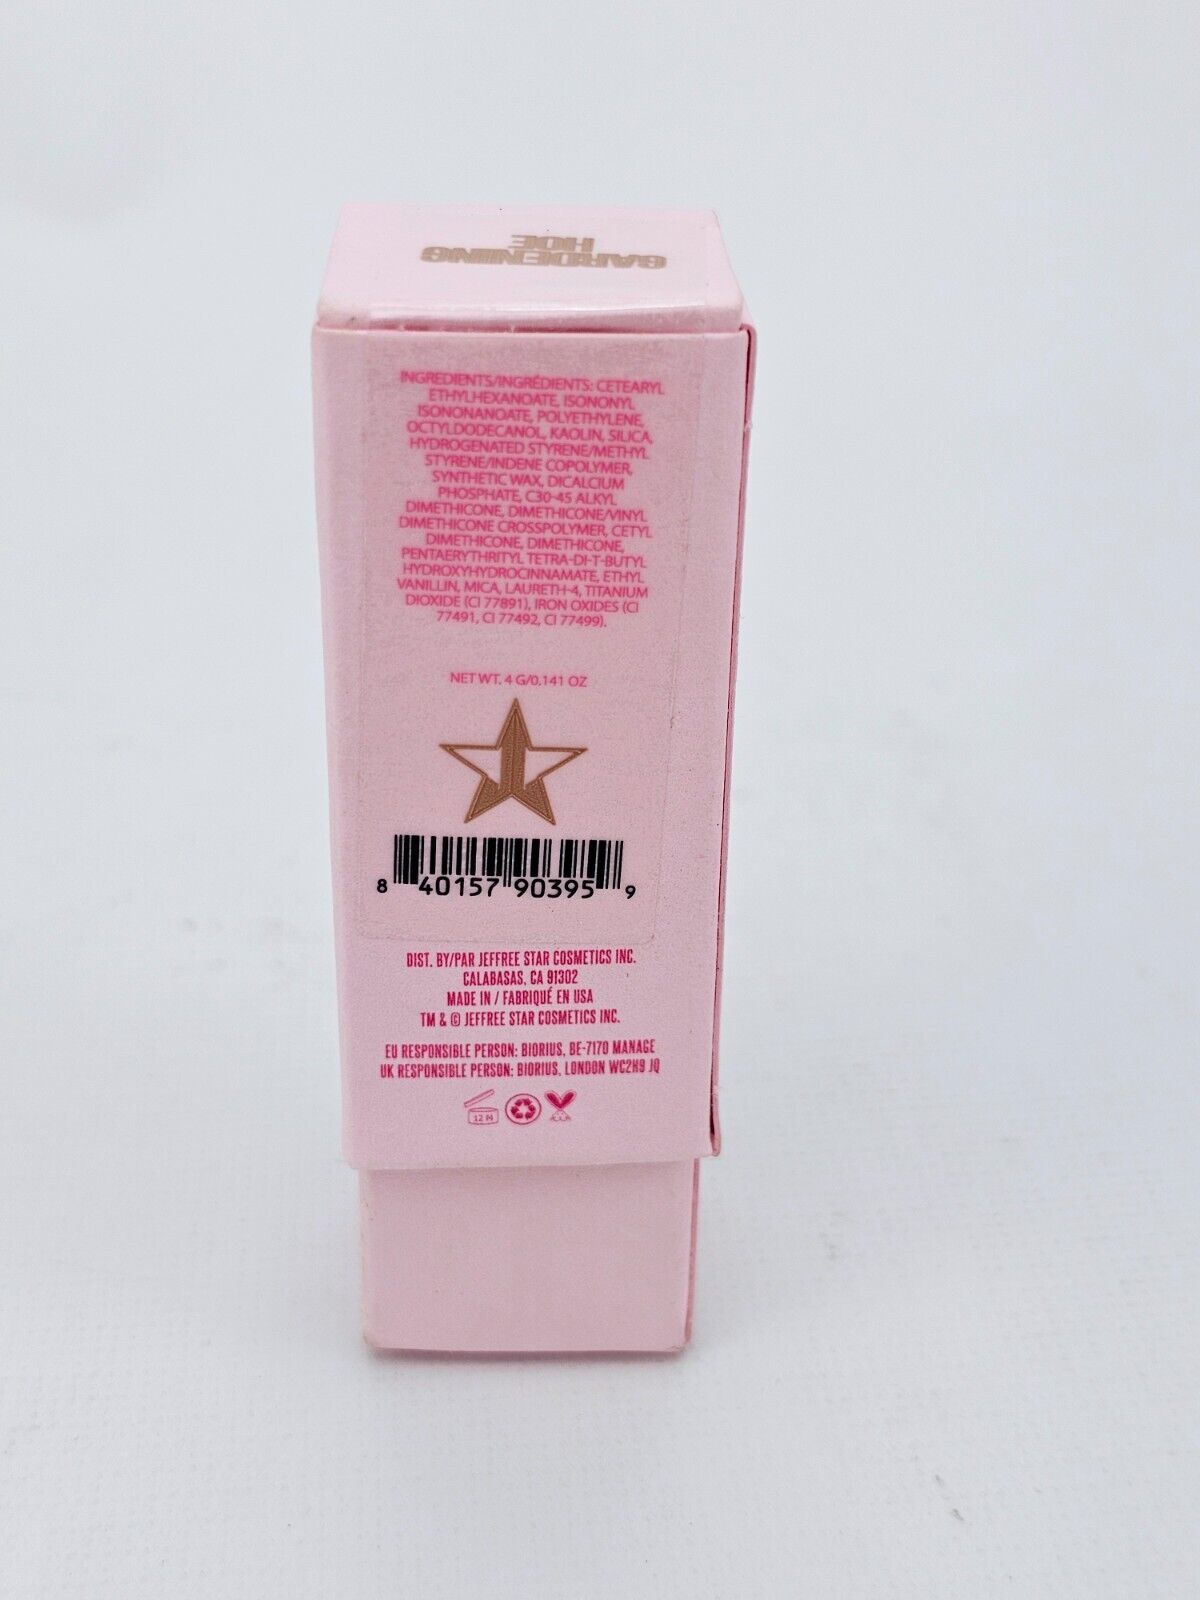 GARDENING
HOE
INGREDIENTS/INGRÉDIENTS: CETEARYL
ETHYLHEXANOATE, ISONONYL
ISONONANOATE, POLYETHYLENE,
OCTYLDODECANOL, KAOLIN, SILICA,
HYDROGENATED STYRENE/METHYL
STYRENE/INDENE COPOLYMER,
SYNTHETIC WAX, DICALCIUM
PHOSPHATE, C30-45 ALKYL
DIMETHICONE, DIMETHICONE/VINYL
DIMETHICONE CROSSPOLYMER, CETYL
DIMETHICONE, DIMETHICONE,
PENTAERYTHRITYL TETRA-DI-T-BUTYL
HYDROXYHYDROCINNAMATE, ETHYL
VANILLIN, MICA, LAURETH-4, TITANIUM
DIOXIDE (CI 77891), IRON OXIDES (CI
77491, CI 77492, CI 77499).
NET WT. 4 G/0.141 OZ
8 40157 90395 9
DIST. BY/PAR JEFFREE STAR COSMETICS INC.
CALABASAS, CA 91302
MADE IN / FABRIQUÉ EN USA
TM & © JEFFREE STAR COSMETICS INC.
EU RESPONSIBLE PERSON: BIORIUS, BE-7170 MANAGE
UK RESPONSIBLE PERSON: BIORIUS, LONDON WC2H9 JQ
12 M